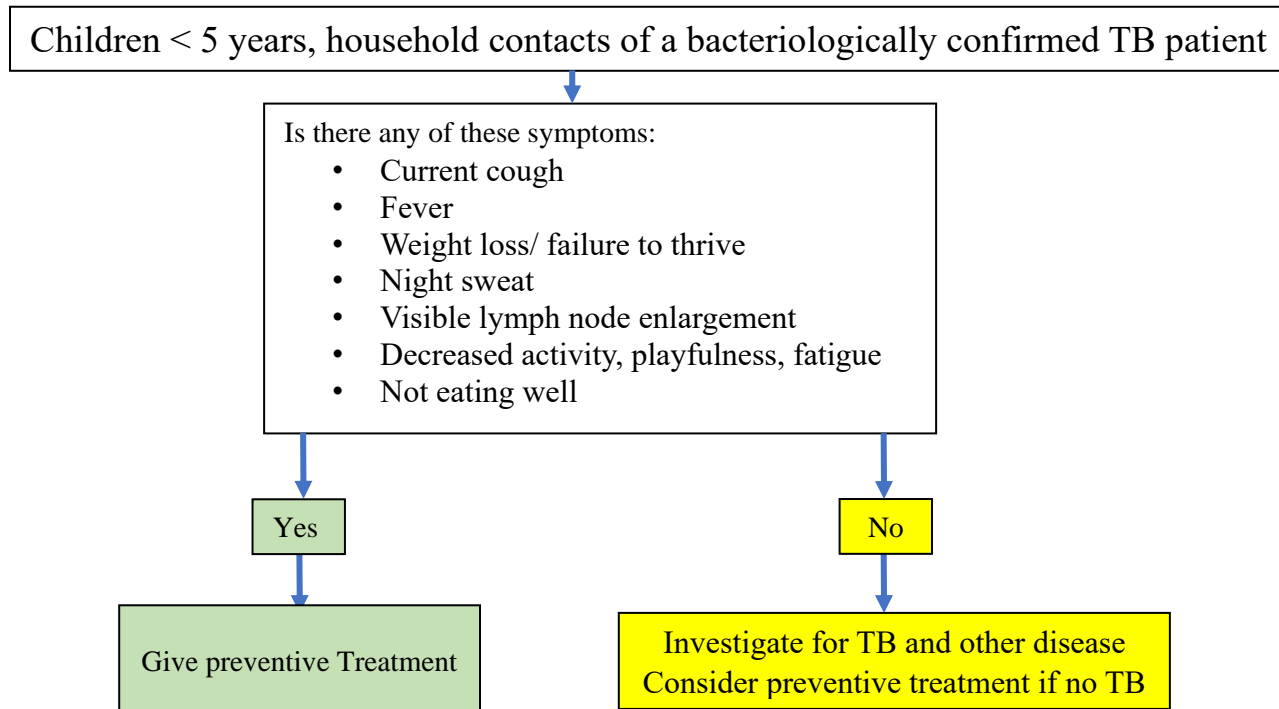 Children < 5 years, household contacts of a bacteriologically confirmed TB patient
Is there any of these symptoms:
• Current cough
• Fever
• Weight loss/ failure to thrive
• Night sweat
• Visible lymph node enlargement
• Decreased activity, playfulness, fatigue
• Not eating well
Yes
No
Give preventive Treatment
Investigate for TB and other disease
Consider preventive treatment if no TB